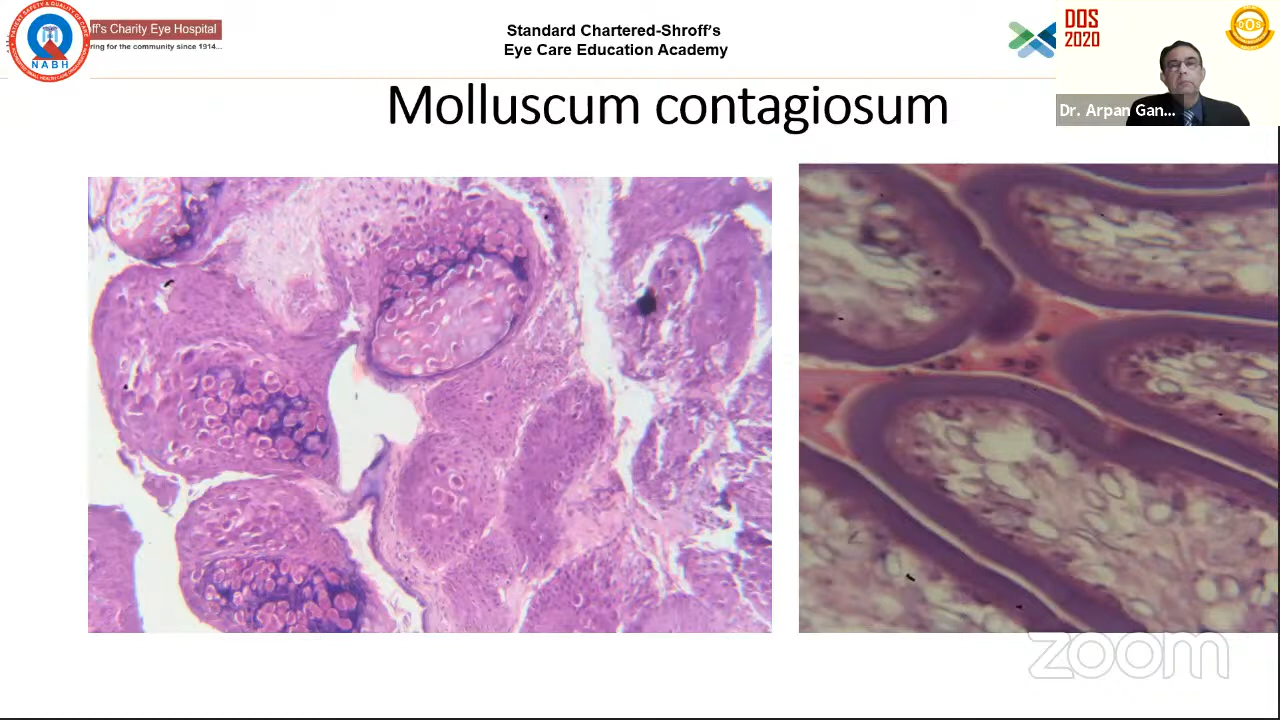 ff's Charity Eye Hospital
ring for the community since 1914...
NABH
Standard Chartered-Shroff's
Eye Care Education Academy
DOS
2020
DOS
Dr. Arpan Gan...
Molluscum contagiosum
zoom